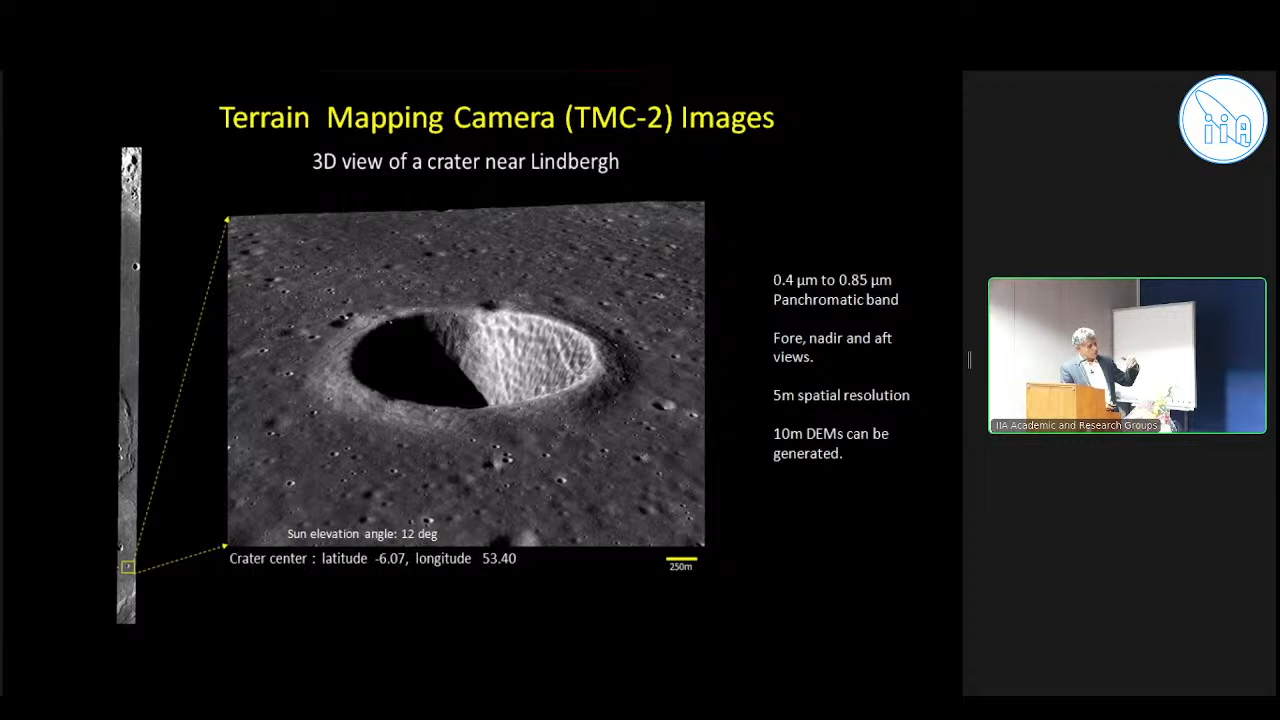 Terrain Mapping Camera (TMC-2) Images
3D view of a crater near Lindbergh
0.4 µm to 0.85 µm
Panchromatic band
Fore, nadir and aft
views.
5m spatial resolution
10m DEMs can be
generated.
Sun elevation angle: 12 deg
Crater center : latitude -6.07, longitude 53.40
250m
iiA
IIA Academic and Research Groups